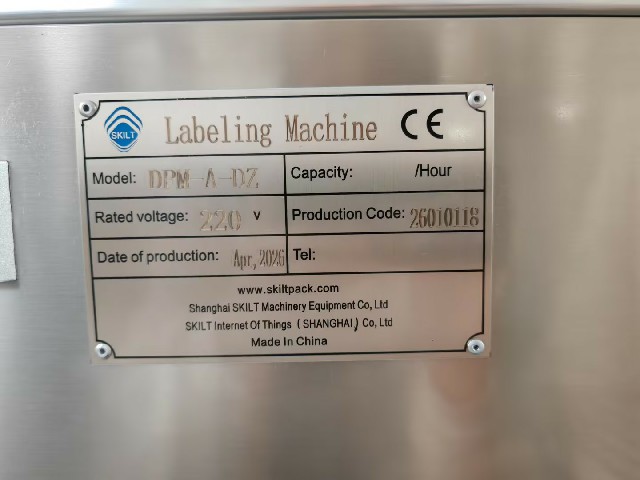 SKILT
Labeling Machine CE
Model: DPM-A-DZ Capacity: /Hour
Rated voltage: 220 V Production Code: 26010118
Date of production: Apr,2026 Tel:
www.skiltpack.com
Shanghai SKILT Machinery Equipment Co, Ltd
SKILT Internet Of Things ( SHANGHAI ) Co, Ltd
Made In China